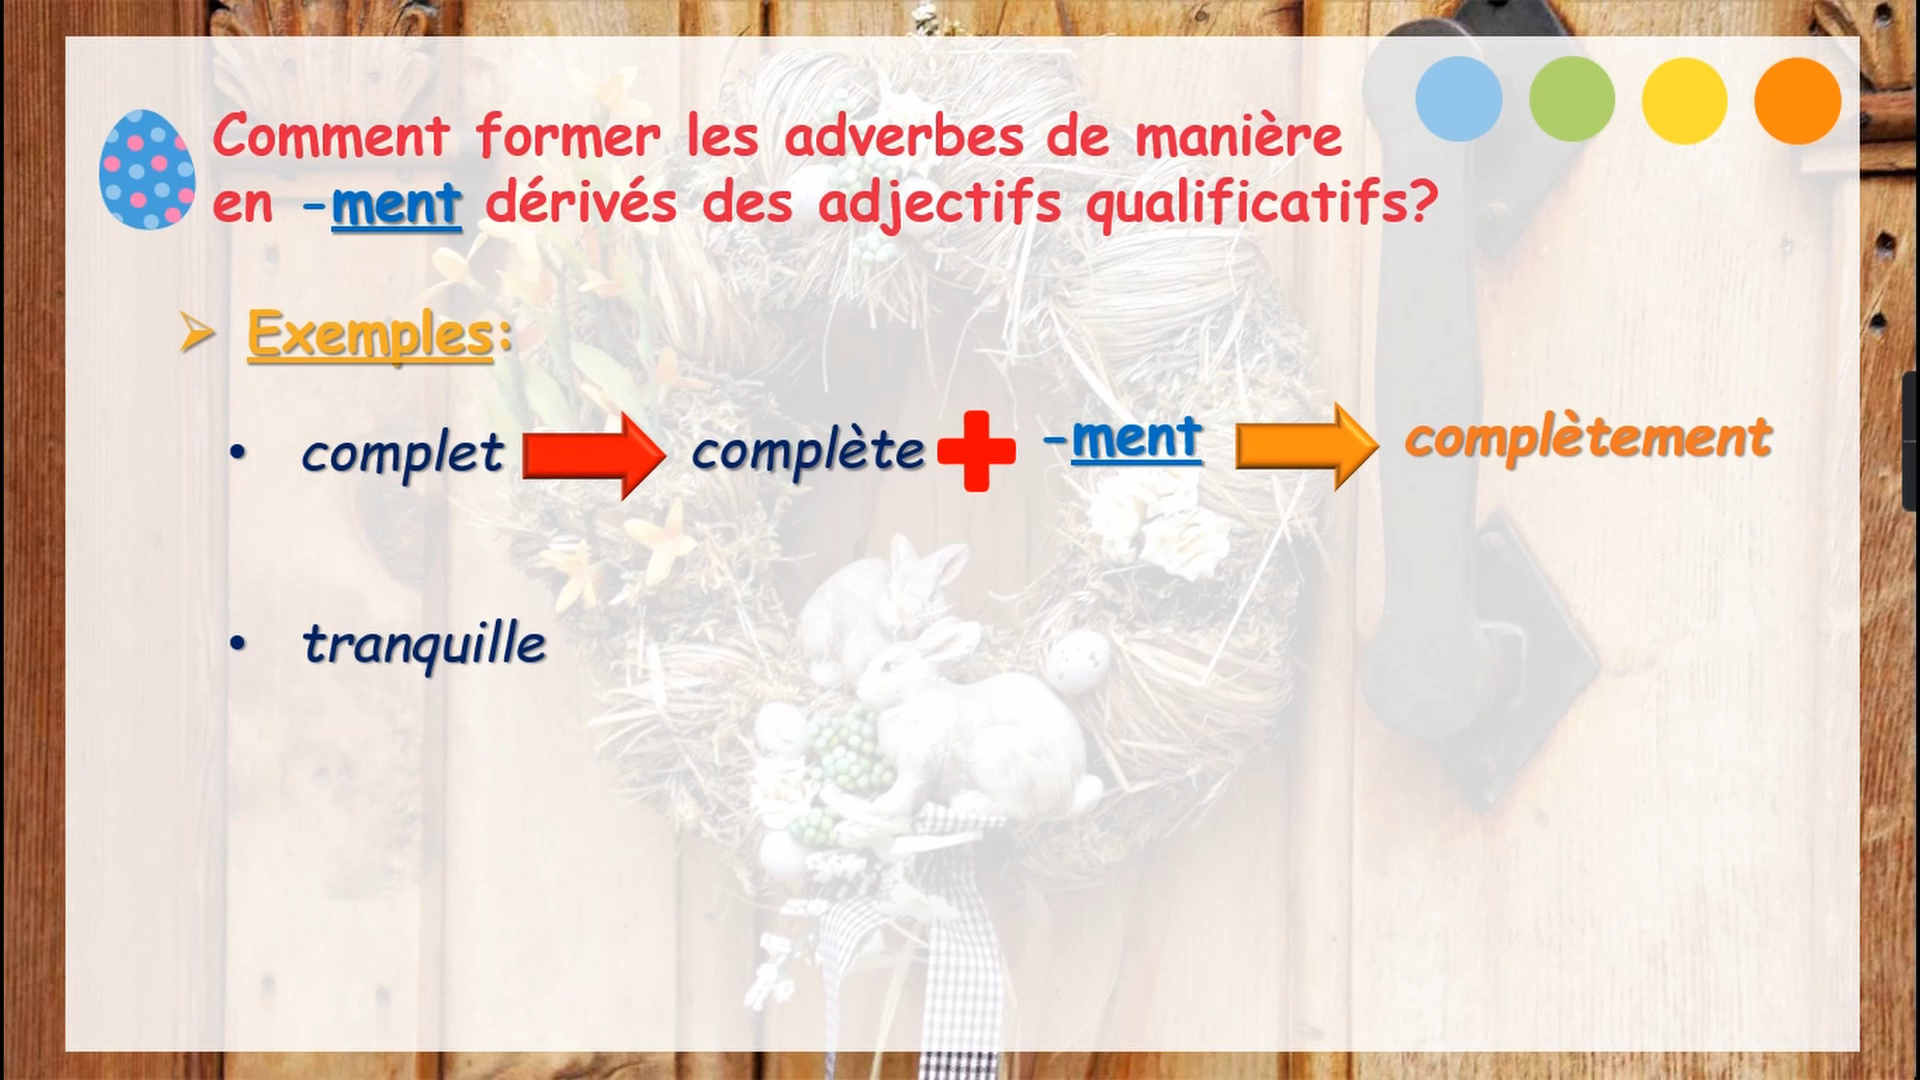 Comment former les adverbes de manière
en -ment dérivés des adjectifs qualificatifs?
Exemples:
complet complète -ment complètement
tranquille